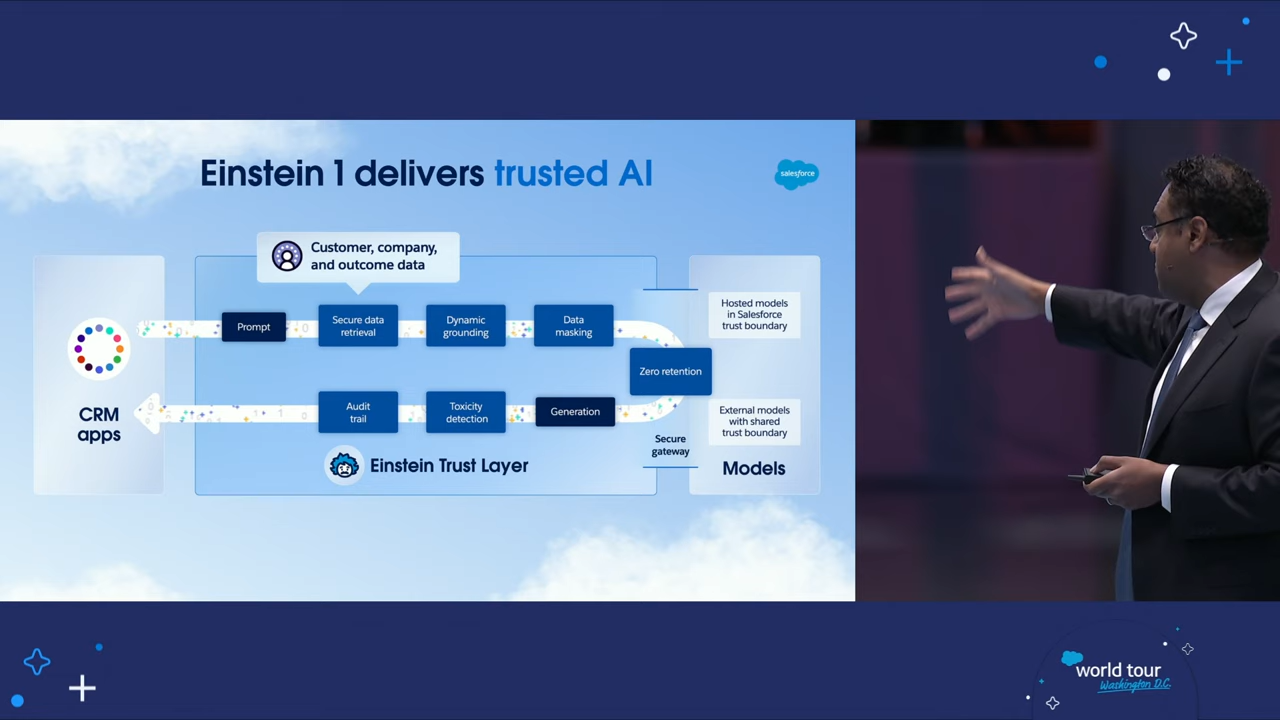 Einstein 1 delivers trusted AI
salesforce
Customer, company,
and outcome data
Prompt
Secure data
retrieval
Dynamic
grounding
Data
masking
Hosted models
in Salesforce
trust boundary
Zero retention
CRM
apps
Audit
trail
Toxicity
detection
Generation
External models
with shared
trust boundary
Secure
gateway
Einstein Trust Layer
Models
world tour
Washington D.C.